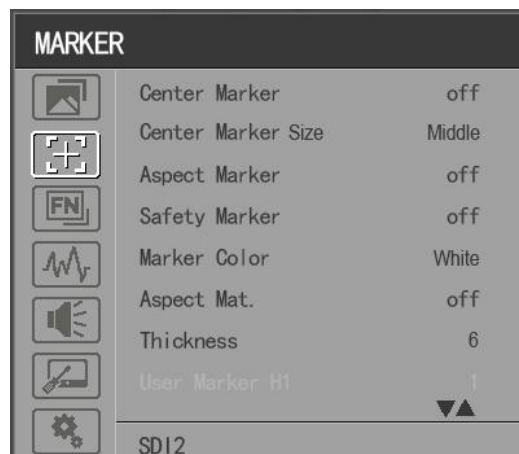 MARKER
Center Marker off
Center Marker Size Middle
Aspect Marker off
FN
Safety Marker off
Marker Color White
Aspect Mat. off
Thickness 6
User Marker H1 1
▼▲
SDI2